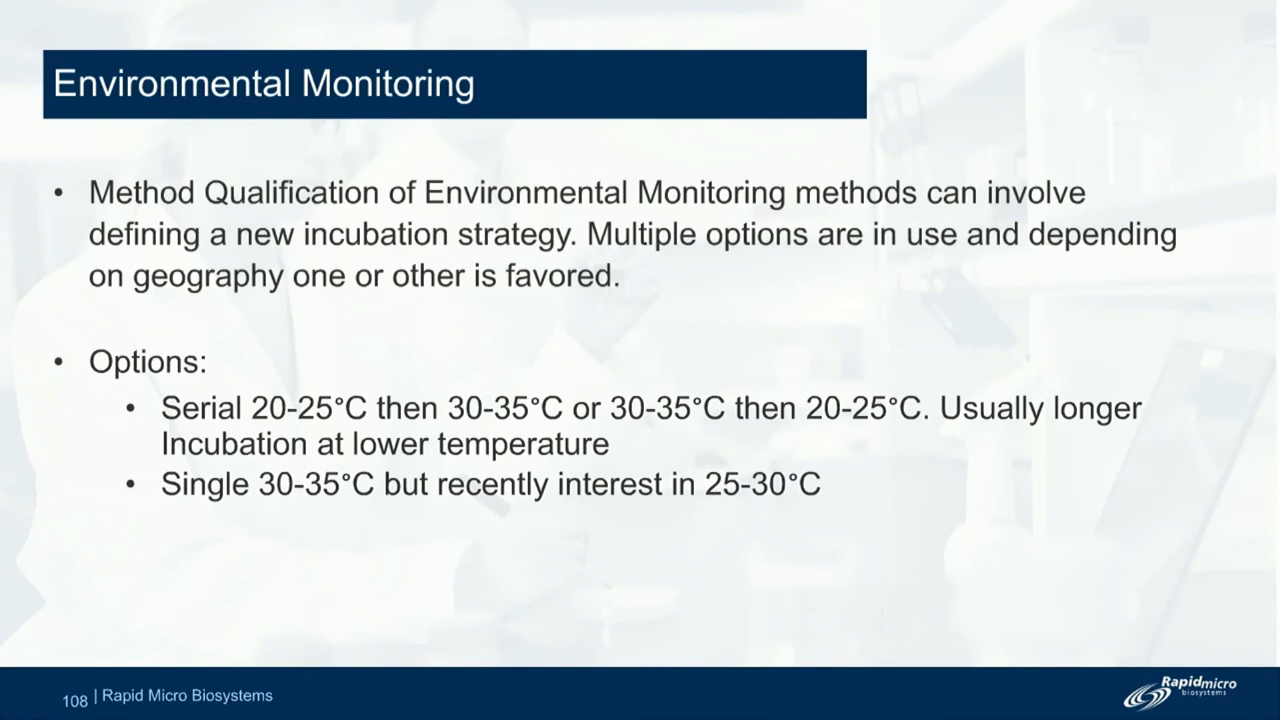 Environmental Monitoring
• Method Qualification of Environmental Monitoring methods can involve
defining a new incubation strategy. Multiple options are in use and depending
on geography one or other is favored.
• Options:
• Serial 20-25°C then 30-35°C or 30-35°C then 20-25°C. Usually longer
Incubation at lower temperature
• Single 30-35°C but recently interest in 25-30°C
108 | Rapid Micro Biosystems
Rapidmicro
biosystems